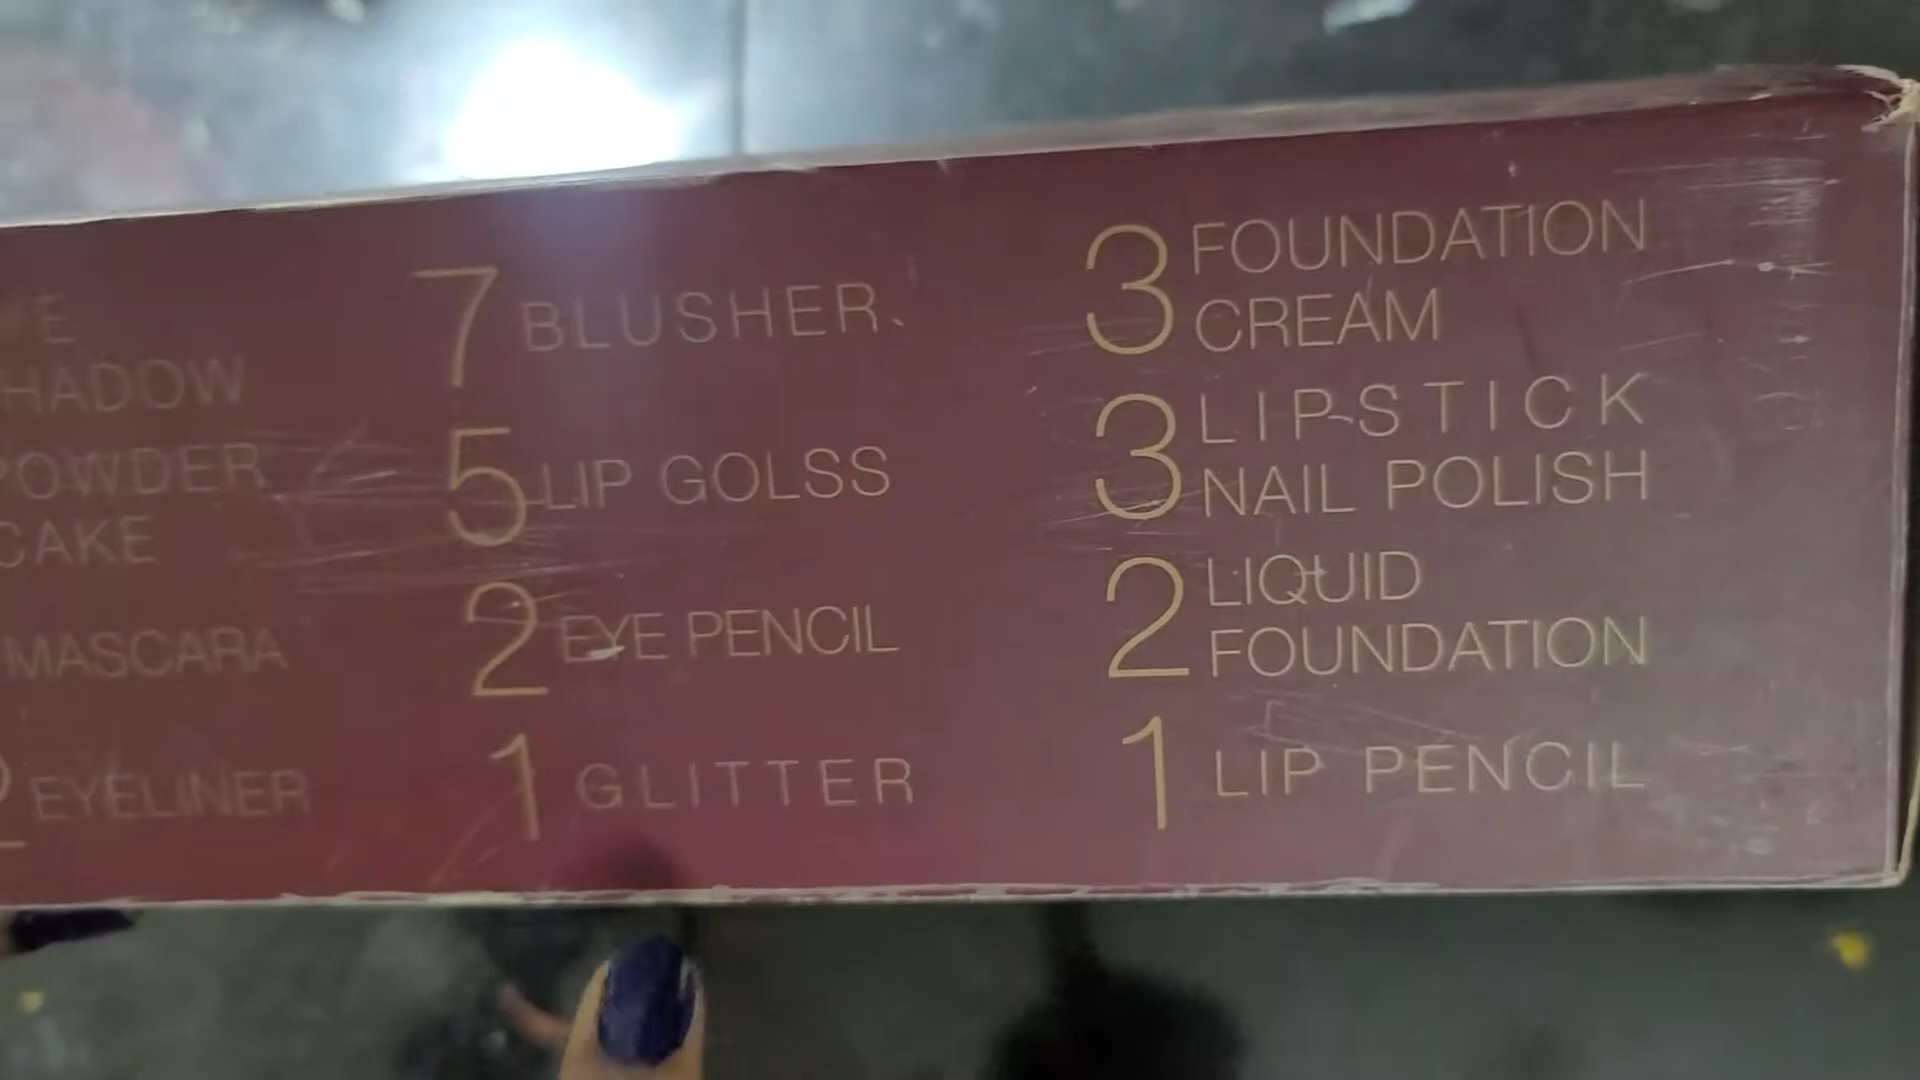 HADOW
POWDER
CAKE
MASCARA
2 EYELINER
7 BLUSHER
5 LIP GOLSS
2 EYE PENCIL
1 GLITTER
3 FOUNDATION
CREAM
3 LIPSTICK
NAIL POLISH
2 LIQUID
FOUNDATION
1 LIP PENCIL